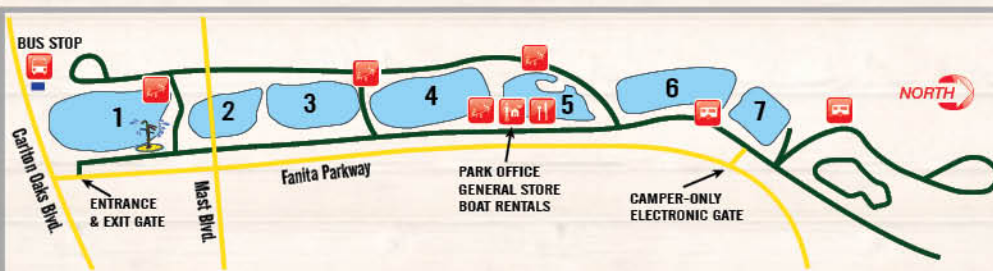 BUS STOP
1
2
3
4
5
6
7
NORTH
Carlton Oaks Blvd.
ENTRANCE
& EXIT GATE
Mast Blvd.
Fanita Parkway
PARK OFFICE
GENERAL STORE
BOAT RENTALS
CAMPER-ONLY
ELECTRONIC GATE